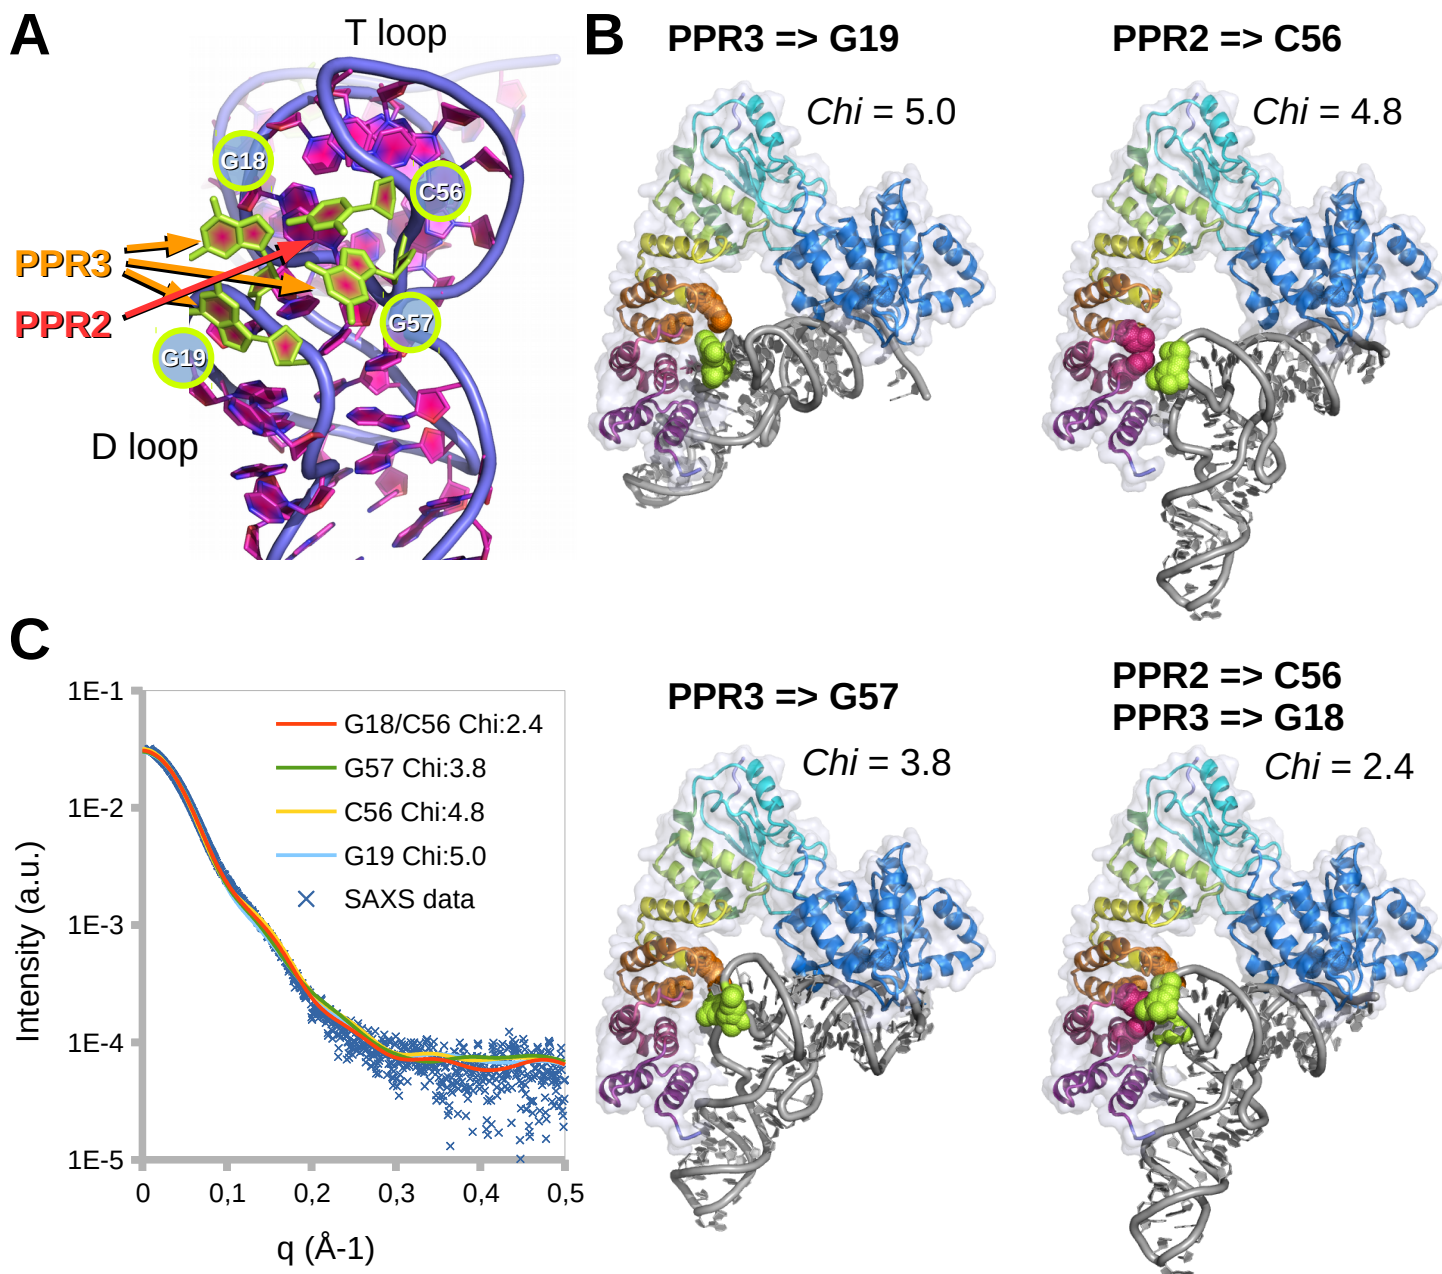 A
T loop
G18
C56
PPR3
PPR2
G57
G19
D loop
B
PPR3 => G19
Chi = 5.0
PPR2 => C56
Chi = 4.8
PPR3 => G57
Chi = 3.8
PPR2 => C56
PPR3 => G18
Chi = 2.4
C
1E-1
1E-2
1E-3
1E-4
1E-5
Intensity (a.u.)
G18/C56 Chi:2.4
G57 Chi:3.8
C56 Chi:4.8
G19 Chi:5.0
SAXS data
0 0,1 0,2 0,3 0,4 0,5
q (Å-1)